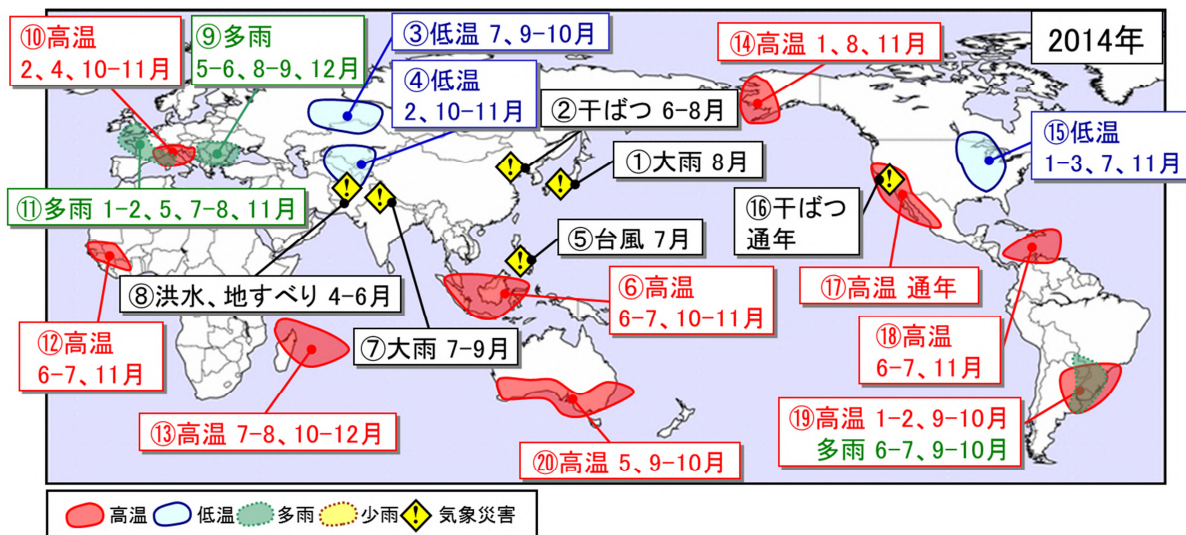 ⑩高温
2、4、10-11月
⑨多雨
5-6、8-9、12月
③低温 7、9-10月
④低温
2、10-11月
②干ばつ 6-8月
①大雨 8月
⑭高温 1、8、11月
2014年
⑮低温
1-3、7、11月
⑪多雨 1-2、5、7-8、11月
⑯干ばつ
通年
⑤台風 7月
⑧洪水、地すべり 4-6月
⑥高温
6-7、10-11月
⑰高温 通年
⑫高温
6-7、11月
⑦大雨 7-9月
⑱高温
6-7、11月
⑬高温 7-8、10-12月
⑳高温 5、9-10月
⑲高温 1-2、9-10月
多雨 6-7、9-10月
高温 低温 多雨 少雨 気象災害